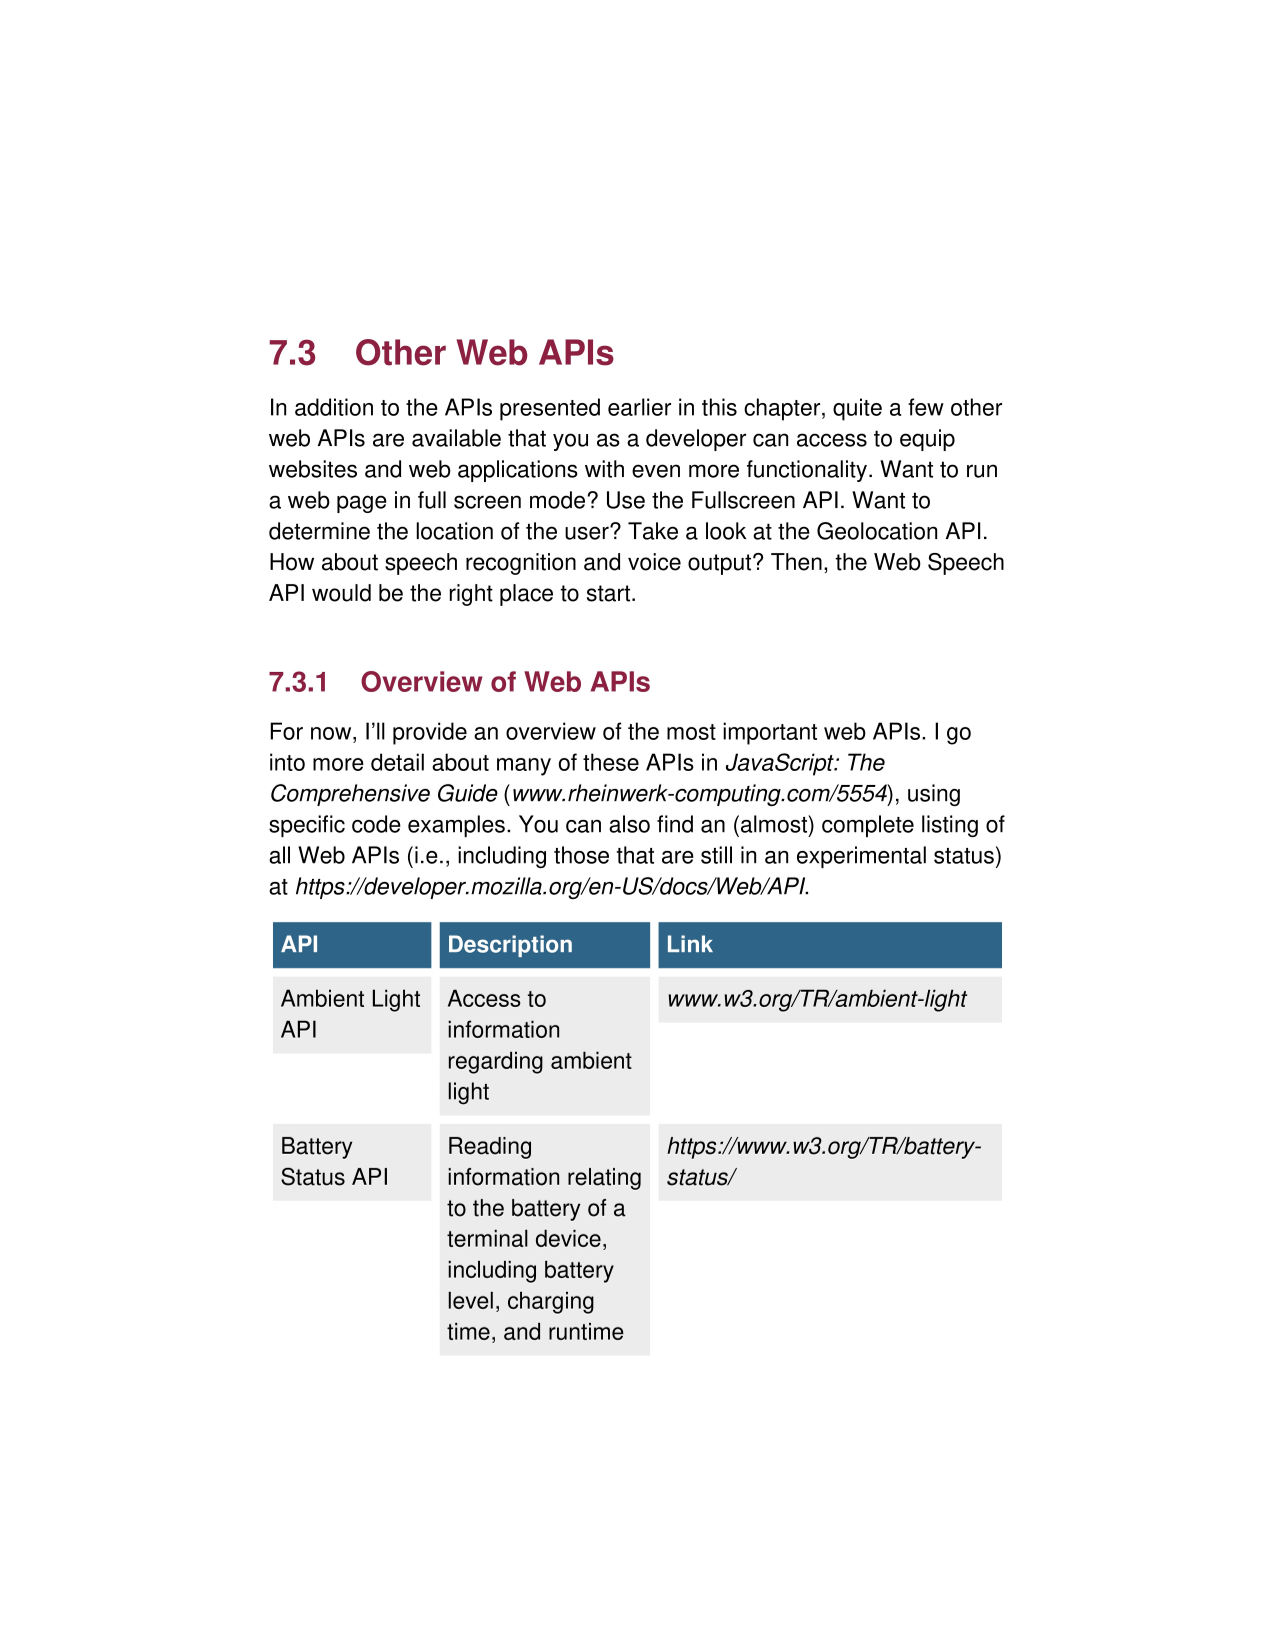 7.3 Other Web APIs
In addition to the APIs presented earlier in this chapter, quite a few other
web APIs are available that you as a developer can access to equip
websites and web applications with even more functionality. Want to run
a web page in full screen mode? Use the Fullscreen API. Want to
determine the location of the user? Take a look at the Geolocation API.
How about speech recognition and voice output? Then, the Web Speech
API would be the right place to start.
7.3.1 Overview of Web APIs
For now, I’ll provide an overview of the most important web APIs. I go
into more detail about many of these APIs in JavaScript: The
Comprehensive Guide (www.rheinwerk-computing.com/5554), using
specific code examples. You can also find an (almost) complete listing of
all Web APIs (i.e., including those that are still in an experimental status)
at https://developer.mozilla.org/en-US/docs/Web/API.
API Description Link
Ambient Light
API
Access to
information
regarding ambient
light
www.w3.org/TR/ambient-light
Battery
Status API
Reading
information relating
to the battery of a
terminal device,
including battery
level, charging
time, and runtime
https://www.w3.org/TR/battery-
status/